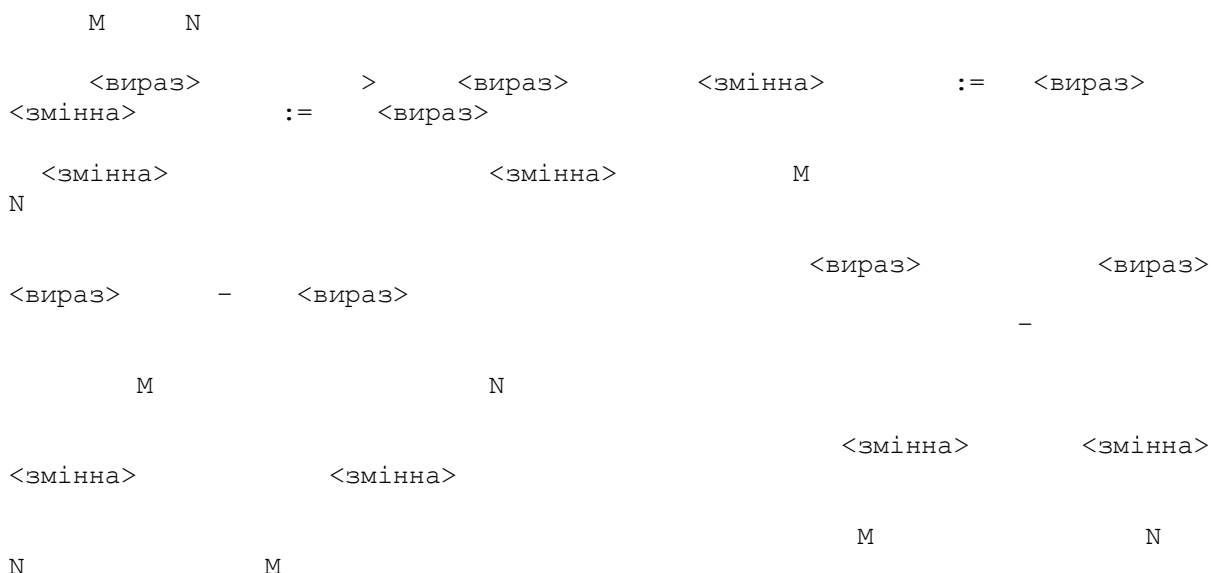 M N
<вираз> > <вираз> <змінна> := <вираз>
<змінна> := <вираз>
<змінна> <змінна> M
N
<вираз> <вираз>
<вираз> – <вираз>
–
M N
<змінна> <змінна>
<змінна> <змінна>
M N
N M